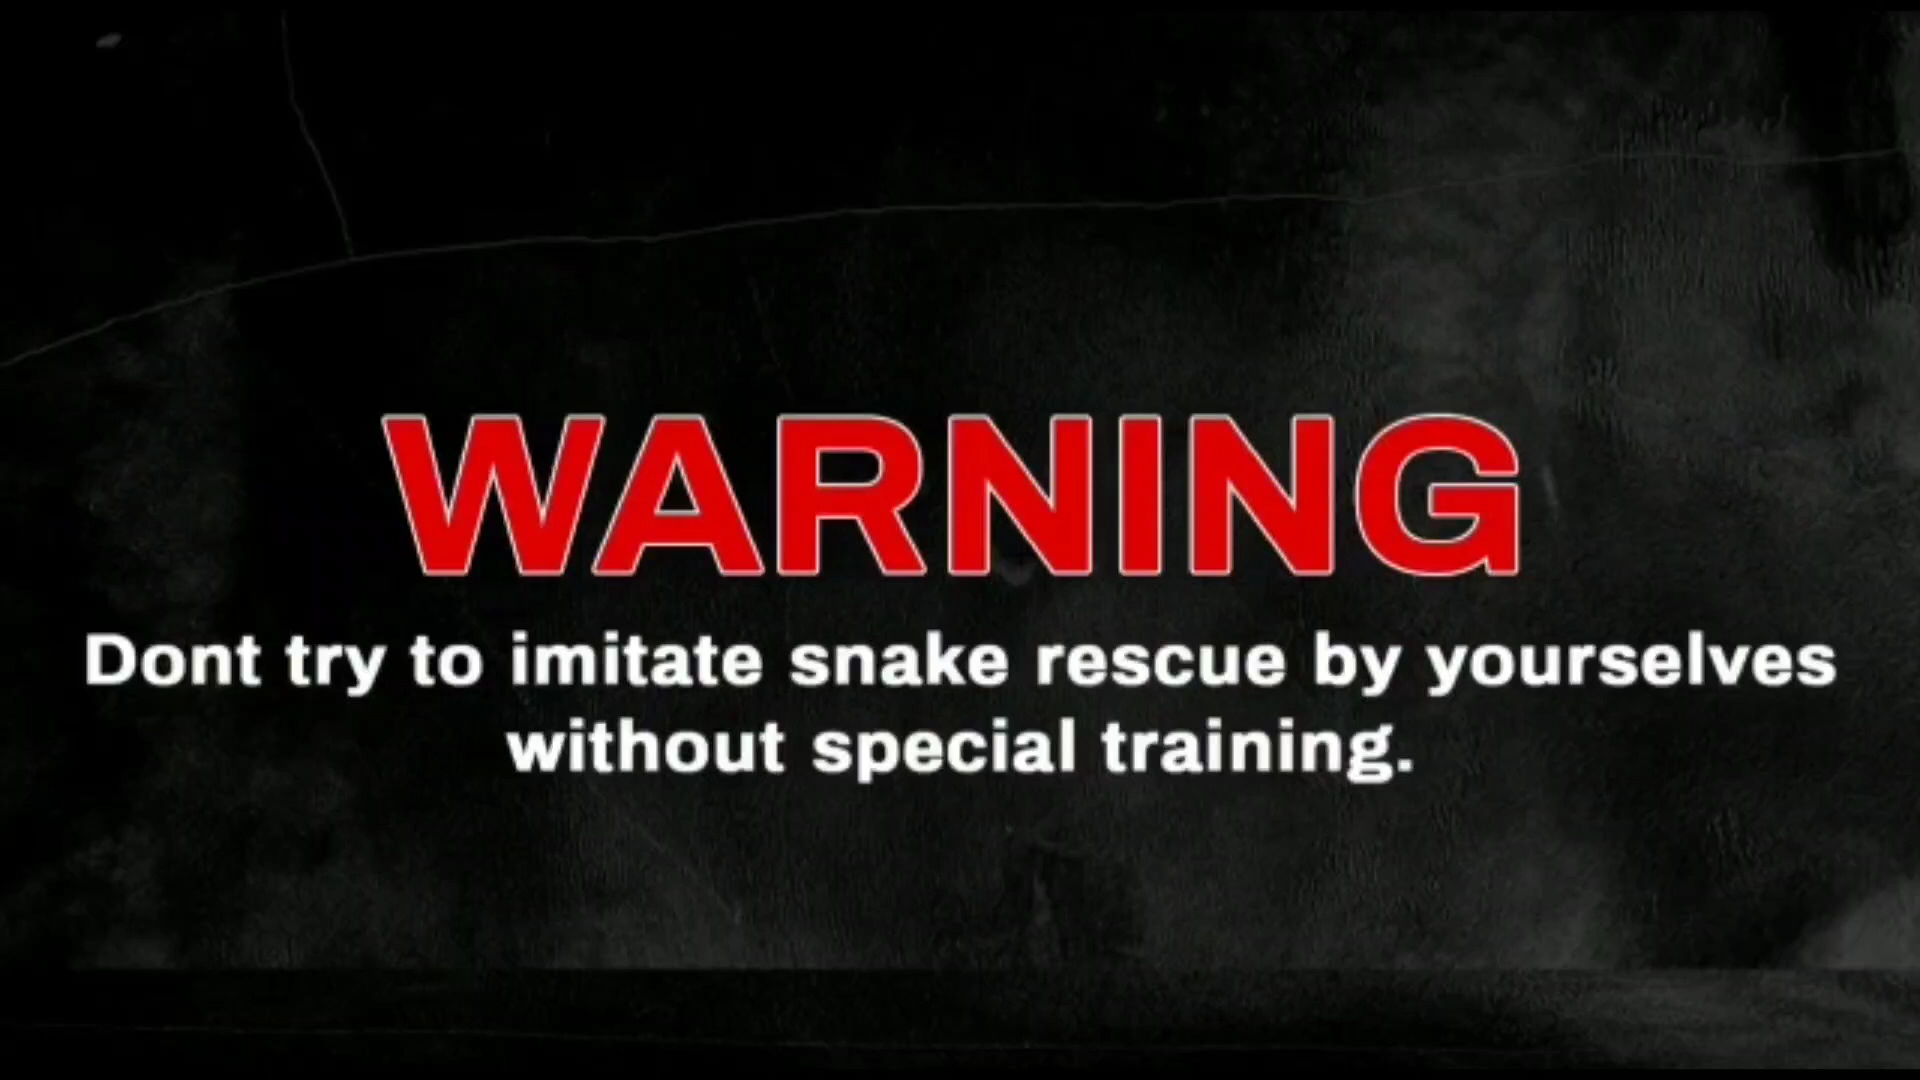 WARNING
Dont try to imitate snake rescue by yourselves
without special training.